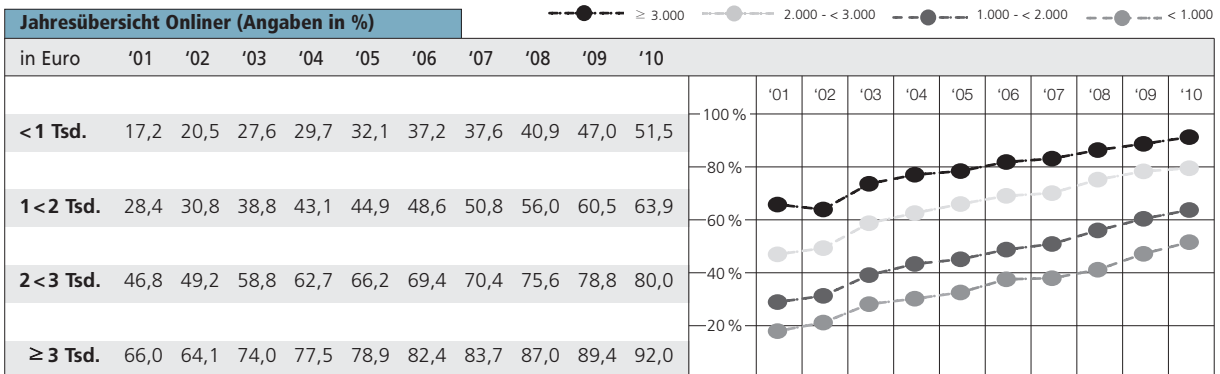 Jahresübersicht Onliner (Angaben in %)
≥ 3.000 2.000 - < 3.000 1.000 - < 2.000 < 1.000
in Euro ‘01 ‘02 ‘03 ‘04 ‘05 ‘06 ‘07 ‘08 ‘09 ‘10
<1 Tsd. 17,2 20,5 27,6 29,7 32,1 37,2 37,6 40,9 47,0 51,5
1<2 Tsd. 28,4 30,8 38,8 43,1 44,9 48,6 50,8 56,0 60,5 63,9
2<3 Tsd. 46,8 49,2 58,8 62,7 66,2 69,4 70,4 75,6 78,8 80,0
≥ 3 Tsd. 66,0 64,1 74,0 77,5 78,9 82,4 83,7 87,0 89,4 92,0
‘01 ‘02 ‘03 ‘04 ‘05 ‘06 ‘07 ‘08 ‘09 ‘10
100 %
80 %
60 %
40 %
20 %